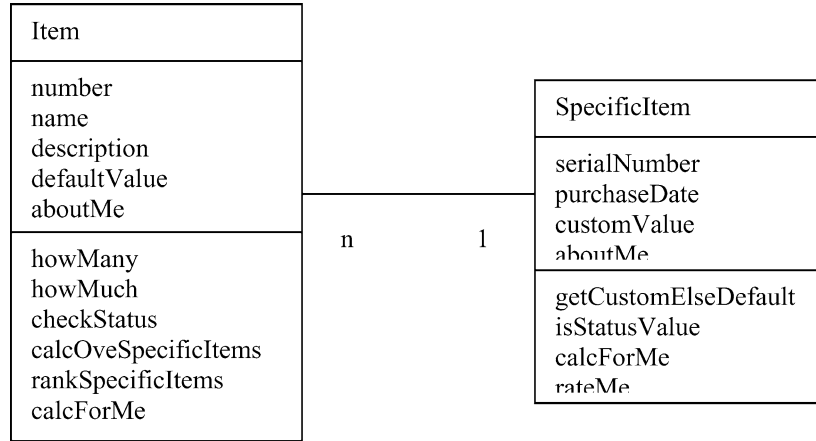 Item
number
name
description
defaultValue
aboutMe
howMany
howMuch
checkStatus
calcOveSpecificItems
rankSpecificItems
calcForMe
n
1
SpecificItem
serialNumber
purchaseDate
customValue
aboutMe
getCustomElseDefault
isStatusValue
calcForMe
rateMe